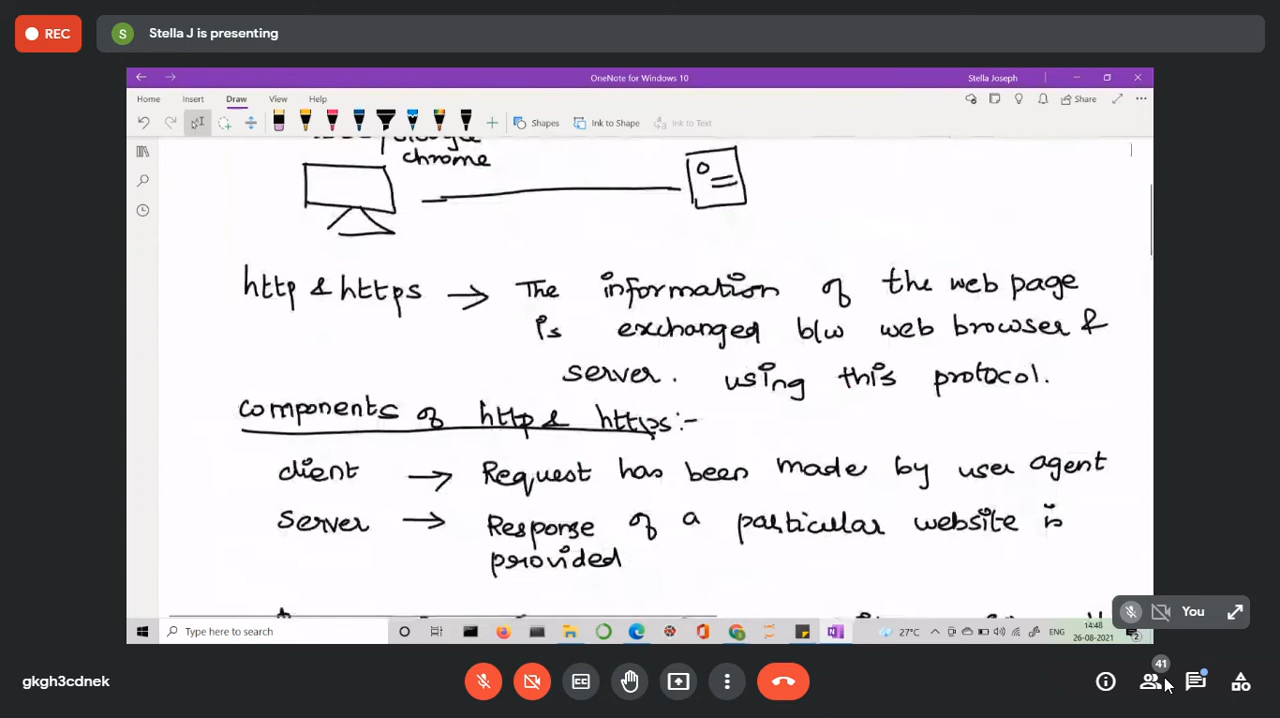 REC
S
Stella J is presenting
OneNote for Windows 10
Stella Joseph
Home
Insert
Draw
View
Help
Share
Shapes
Ink to Shape
Ink to Text
Google
chrome
http & https → The information of the web page
is exchanged b/w web browser &
server. using this protocol.
components of http & https:-
client → Request has been made by user agent
server → Response of a particular website is
provided
You
Type here to search
27°C
ENG
14:48
26-08-2021
2
gkgh3cdnek
41